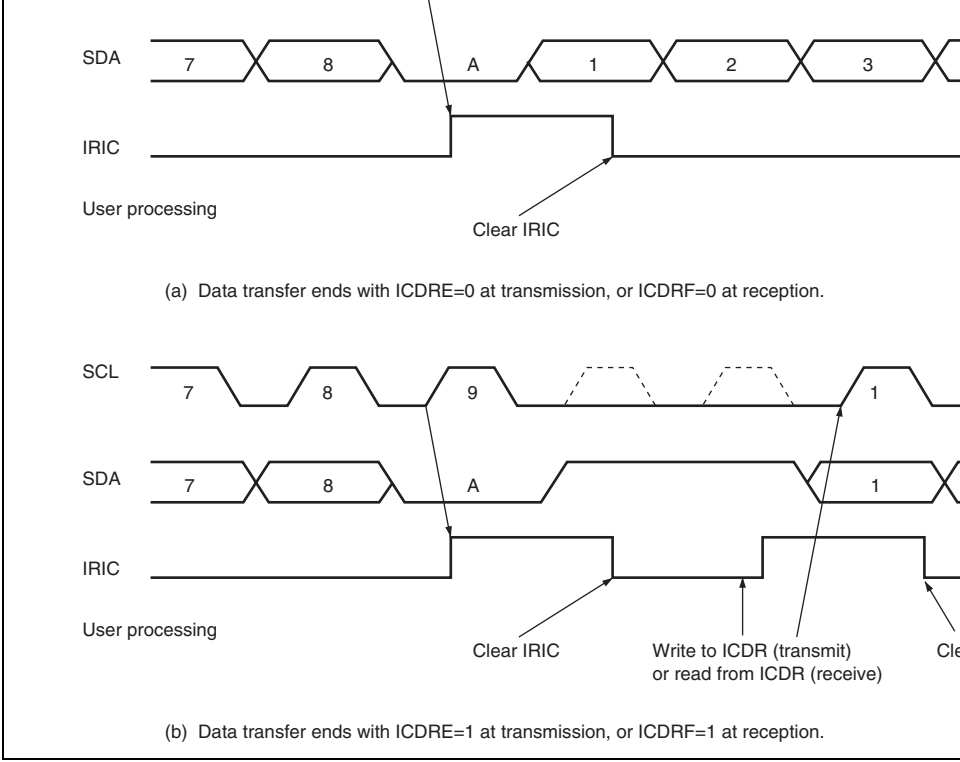 SDA 7 8 A 1 2 3
IRIC
User processing
Clear IRIC
(a) Data transfer ends with ICDRE=0 at transmission, or ICDRF=0 at reception.
SCL 7 8 9 1
SDA 7 8 A 1
IRIC
User processing
Clear IRIC
Write to ICDR (transmit)
or read from ICDR (receive)
Cle
(b) Data transfer ends with ICDRE=1 at transmission, or ICDRF=1 at reception.